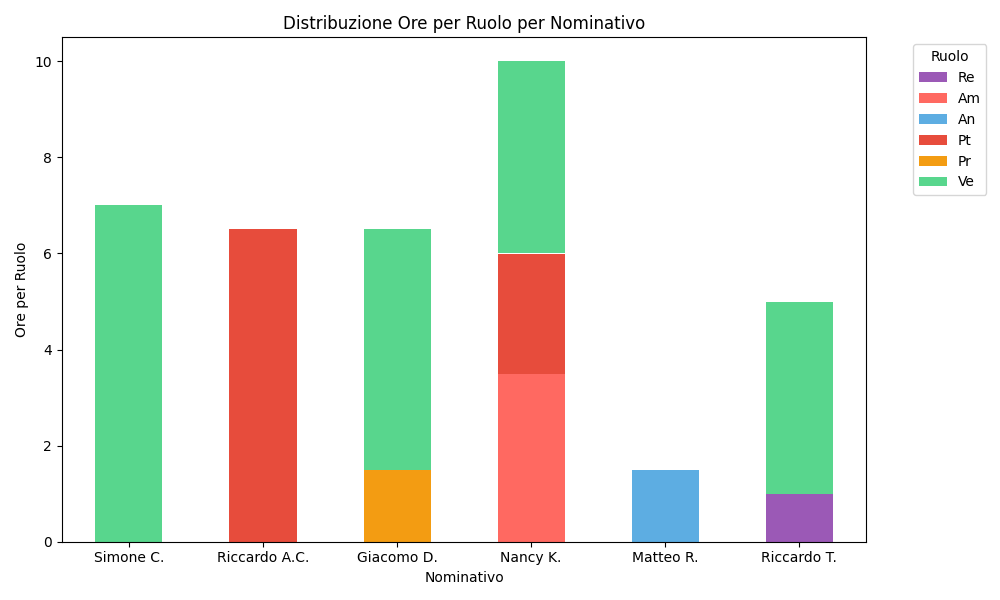 Distribuzione Ore per Ruolo per Nominativo
Ore per Ruolo
10
8
6
4
2
0
Simone C.
Riccardo A.C.
Giacomo D.
Nancy K.
Matteo R.
Riccardo T.
Nominativo
Ruolo
Re
Am
An
Pt
Pr
Ve